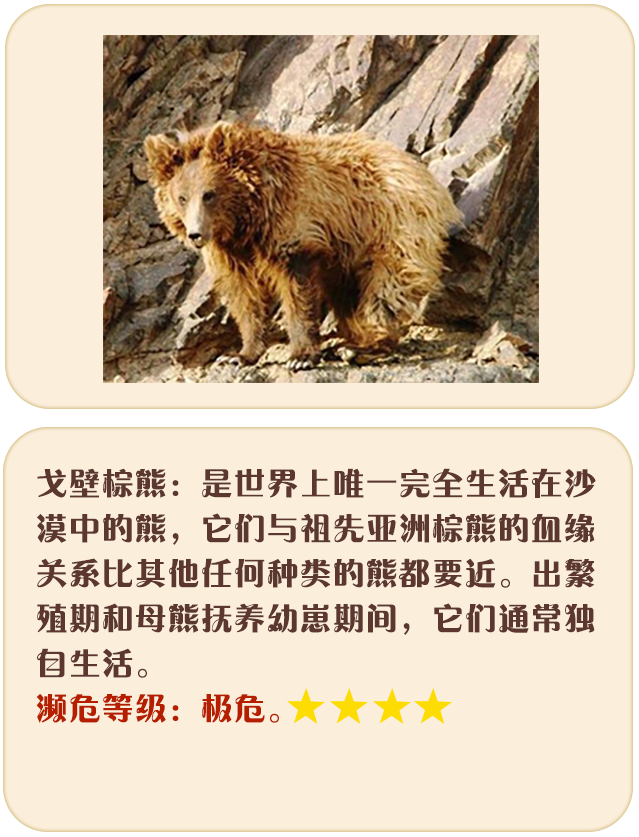 戈壁棕熊：是世界上唯一完全生活在沙
漠中的熊，它们与祖先亚洲棕熊的血缘
关系比其他任何种类的熊都要近。出繁
殖期和母熊抚养幼崽期间，它们通常独
自生活。
濒危等级：极危。★★★★